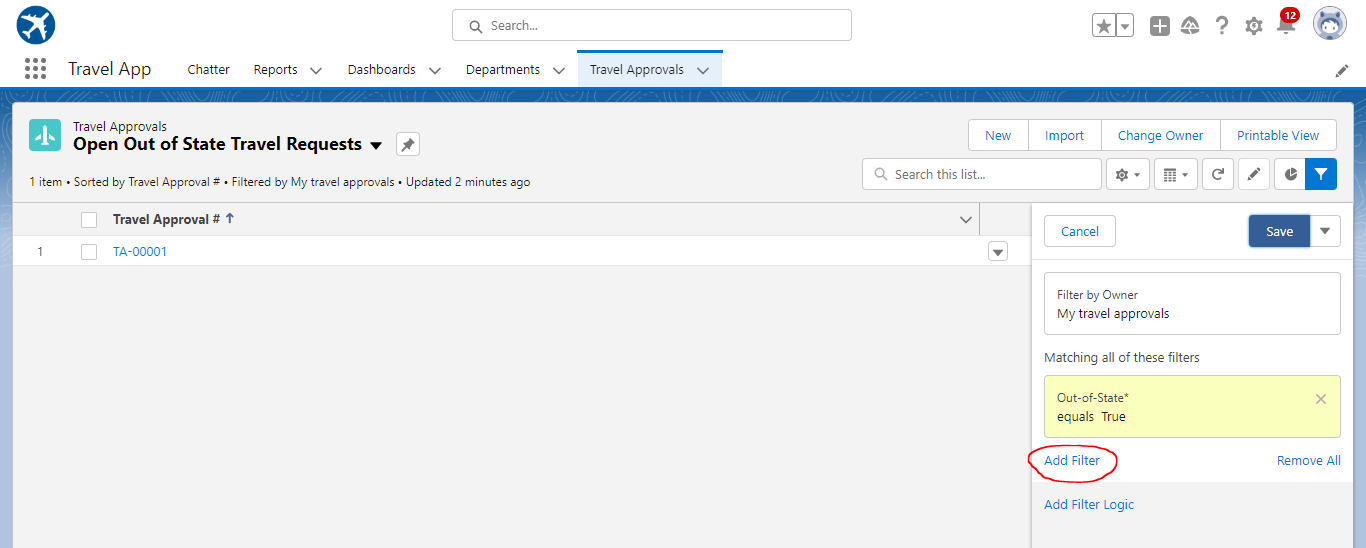 Search...
12
Travel App Chatter Reports Dashboards Departments Travel Approvals
Travel Approvals
Open Out of State Travel Requests
New Import Change Owner Printable View
1 item • Sorted by Travel Approval # • Filtered by My travel approvals • Updated 2 minutes ago
Search this list...
Travel Approval #
1 TA-00001
Cancel Save
Filter by Owner
My travel approvals
Matching all of these filters
Out-of-State*
equals True
Add Filter Remove All
Add Filter Logic